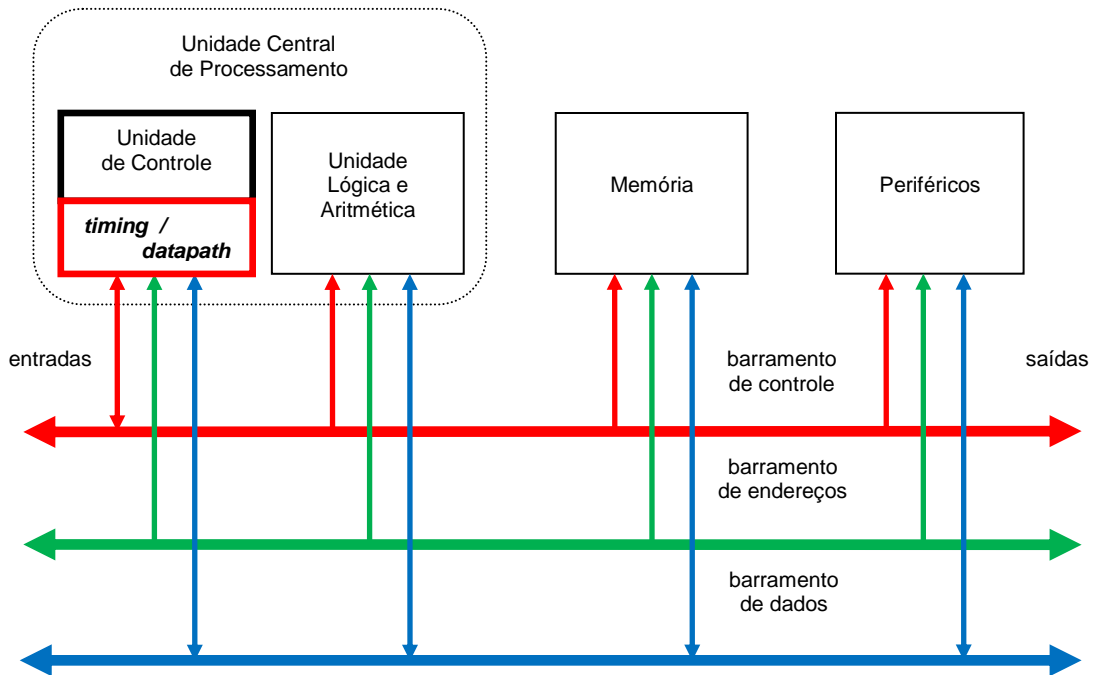 Unidade Central
de Processamento
Unidade
de Controle
timing /
datapath
Unidade
Lógica e
Aritmética
Memória
Periféricos
entradas
barramento
de controle
saídas
barramento
de endereços
barramento
de dados